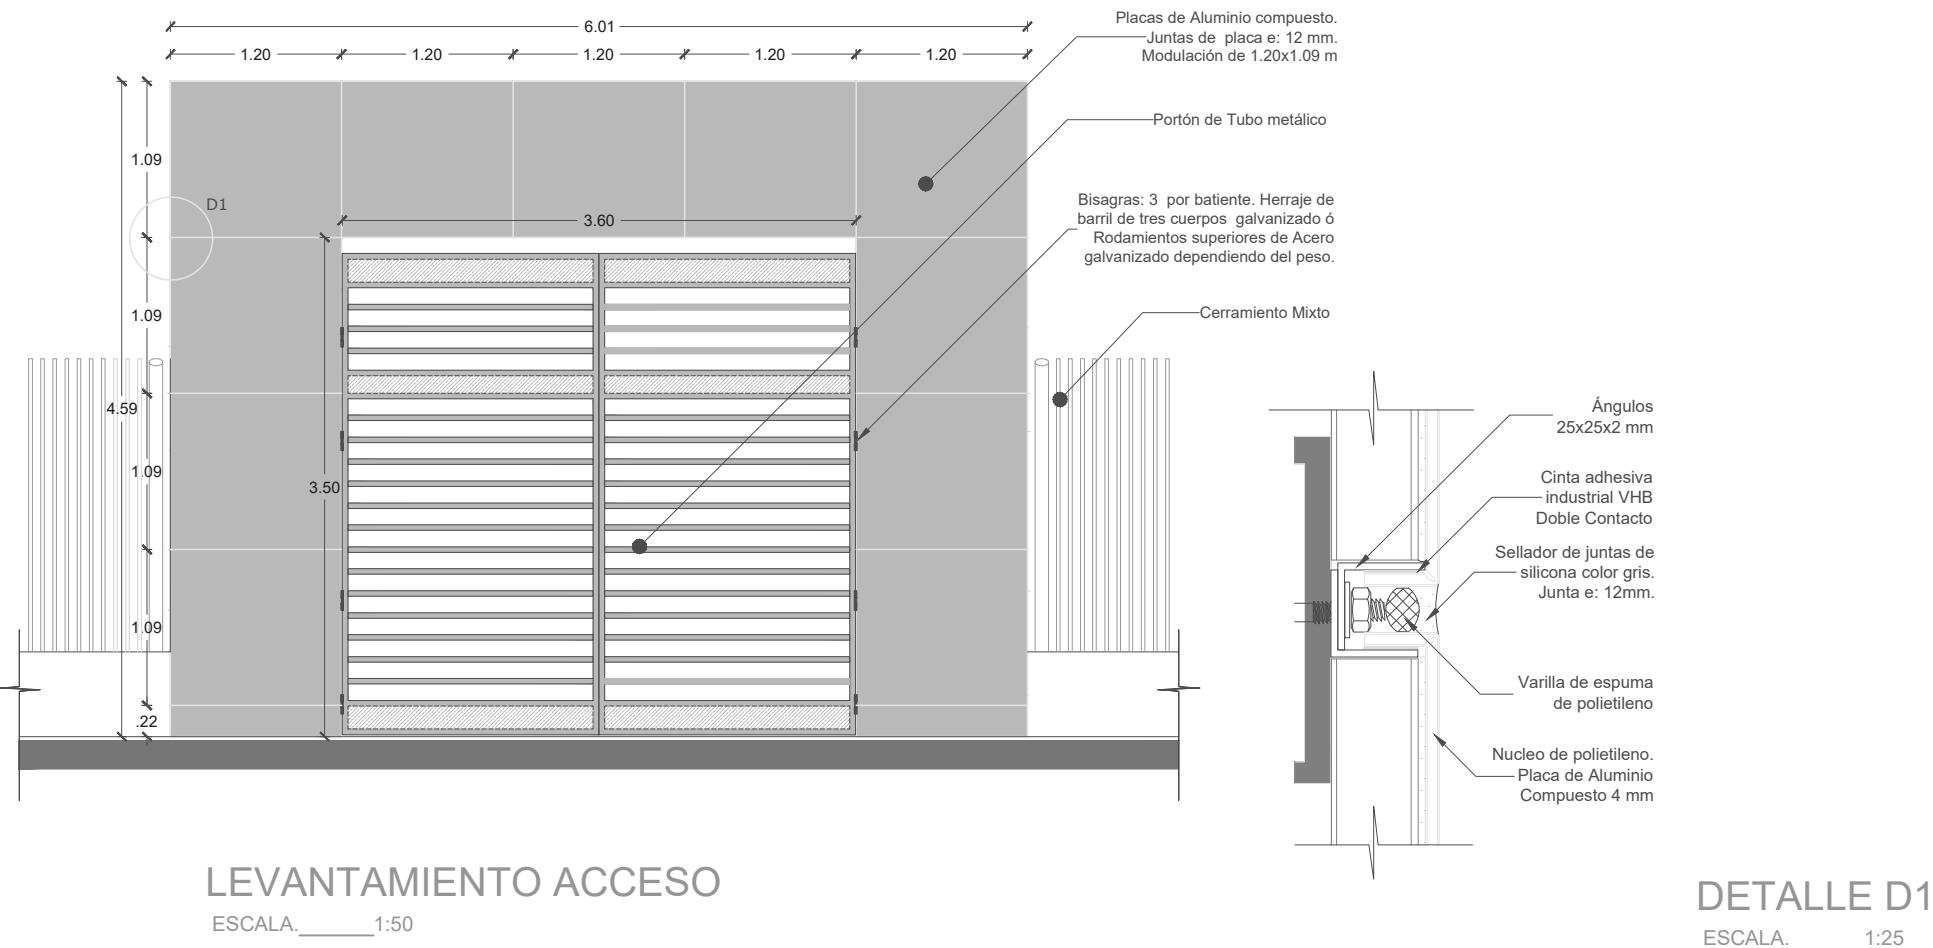 6.01
1.20
1.20
1.20
1.20
1.20
Placas de Aluminio compuesto.
Juntas de placa e: 12 mm.
Modulación de 1.20x1.09 m
Portón de Tubo metálico
1.09
D1
3.60
Bisagras: 3 por batiente. Herraje de
barril de tres cuerpos galvanizado ó
Rodamientos superiores de Acero
galvanizado dependiendo del peso.
1.09
Cerramiento Mixto
4.59
1.09
3.50
1.09
.22
Ángulos
25x25x2 mm
Cinta adhesiva
industrial VHB
Doble Contacto
Sellador de juntas de
silicona color gris.
Junta e: 12mm.
Varilla de espuma
de polietileno
Nucleo de polietileno.
Placa de Aluminio
Compuesto 4 mm
LEVANTAMIENTO ACCESO
ESCALA.______1:50
DETALLE D1
ESCALA. 1:25